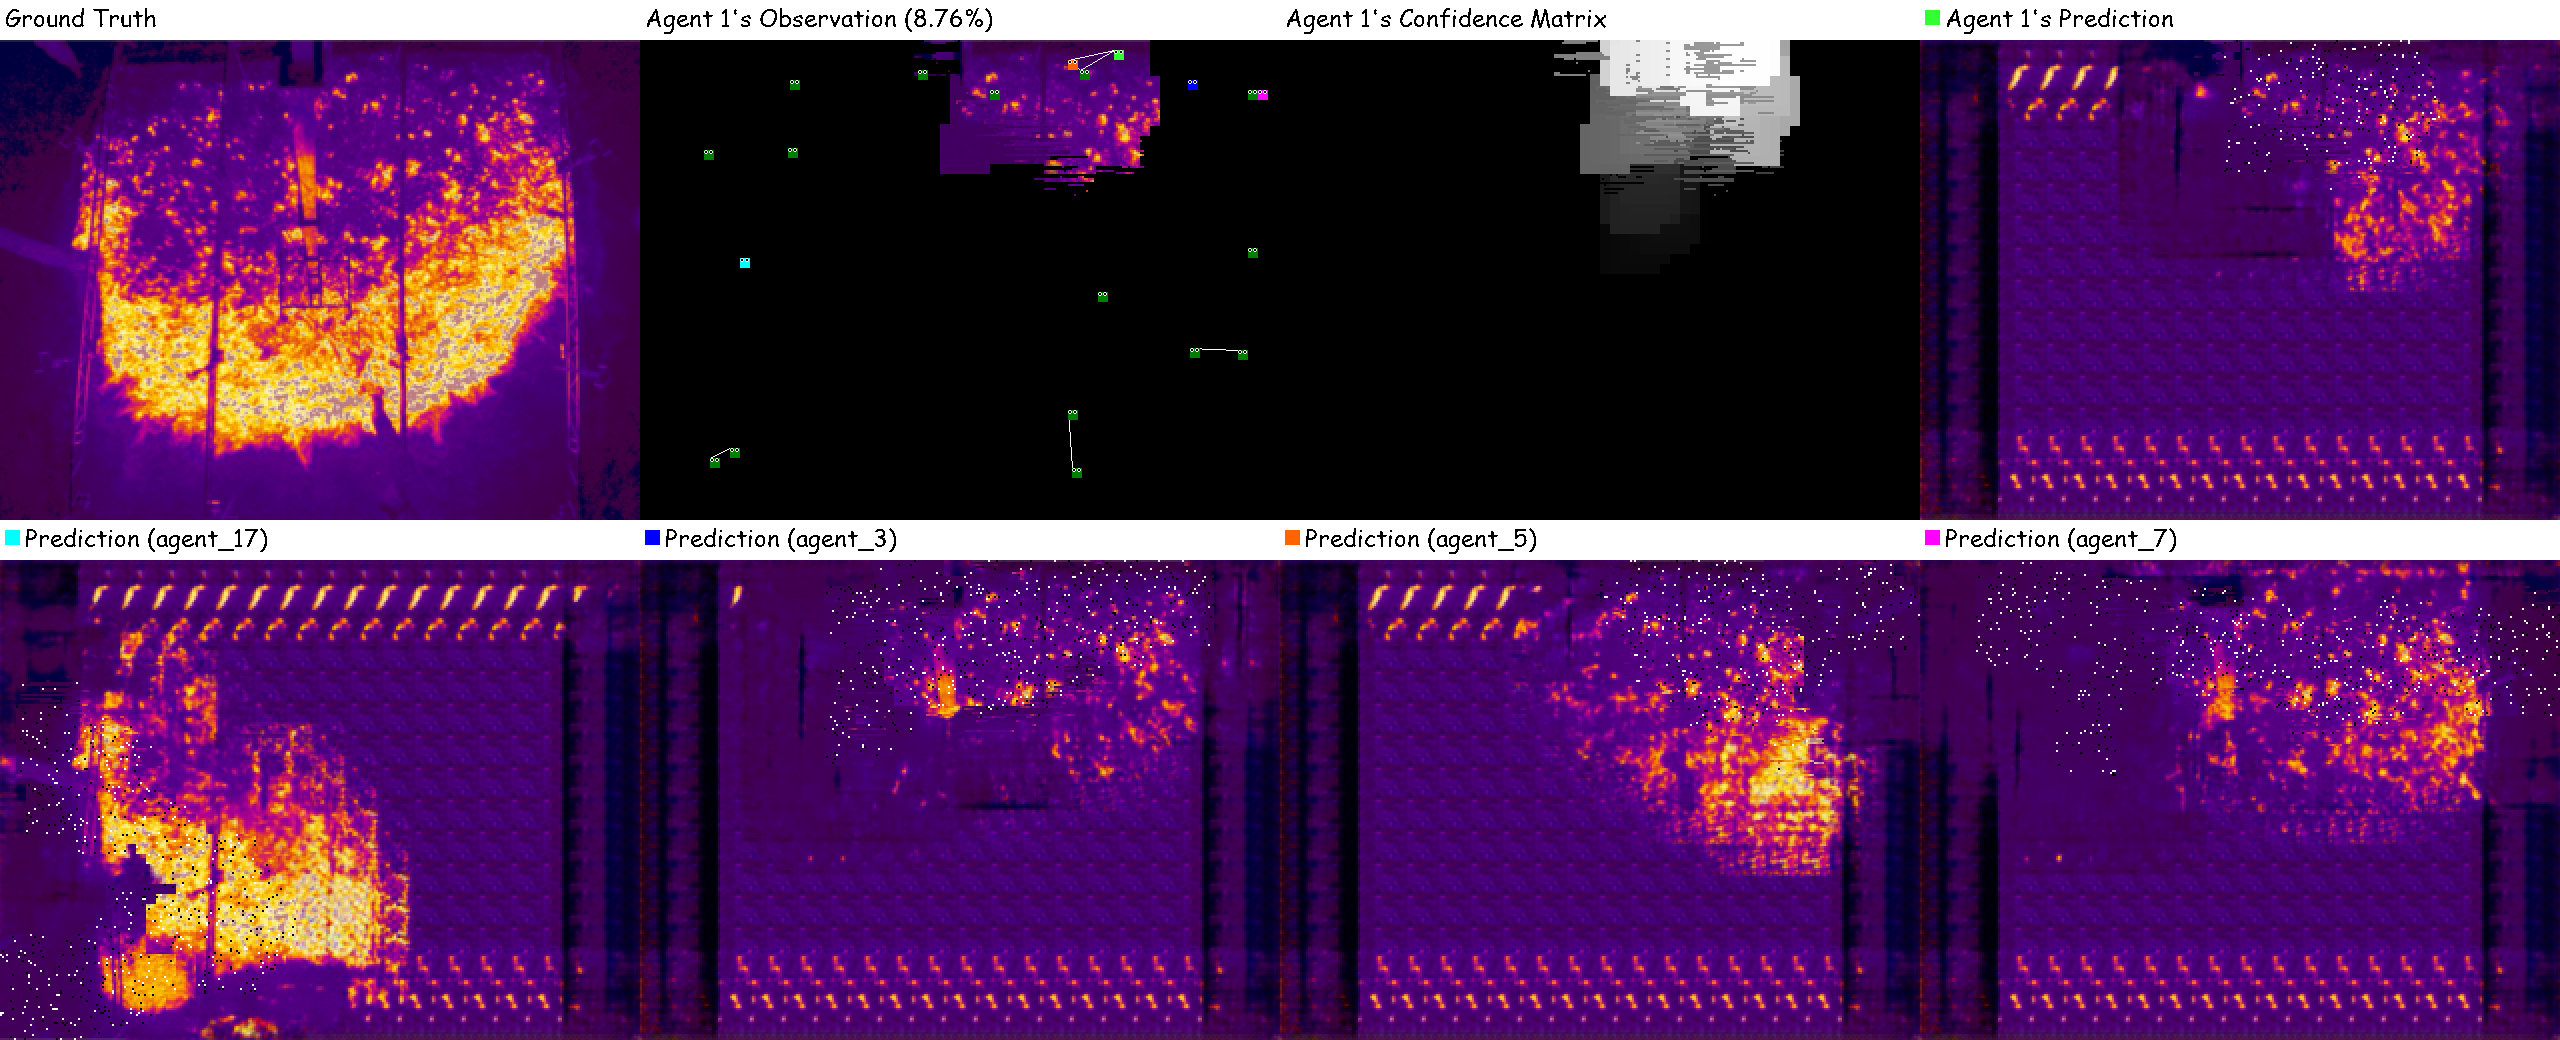 Ground Truth
Agent 1's Observation (8.76%)
Agent 1's Confidence Matrix
Agent 1's Prediction
Prediction (agent_17)
Prediction (agent_3)
Prediction (agent_5)
Prediction (agent_7)